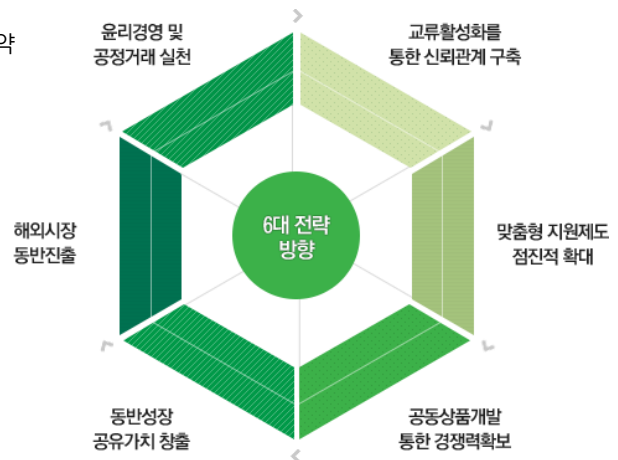 약
윤리경영 및
공정거래 실천
교류활성화를
통한 신뢰관계 구축
해외시장
동반진출
6대 전략
방향
맞춤형 지원제도
점진적 확대
동반성장
공유가치 창출
공동상품개발
통한 경쟁력확보